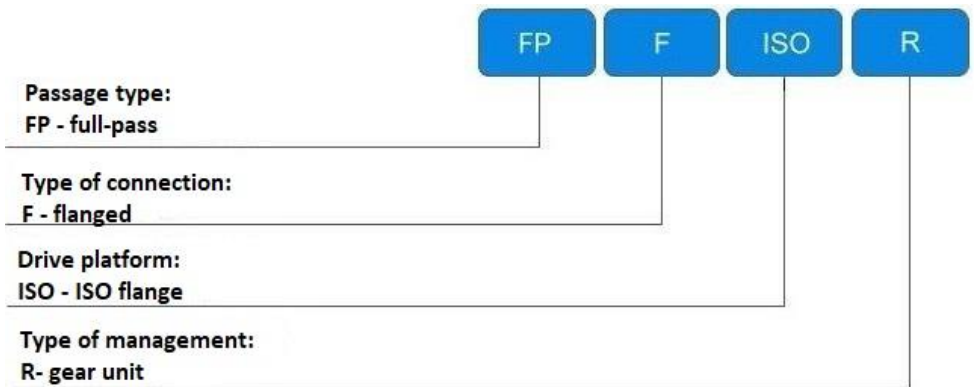 FP F ISO R
Passage type:
FP - full-pass
Type of connection:
F - flanged
Drive platform:
ISO - ISO flange
Type of management:
R- gear unit